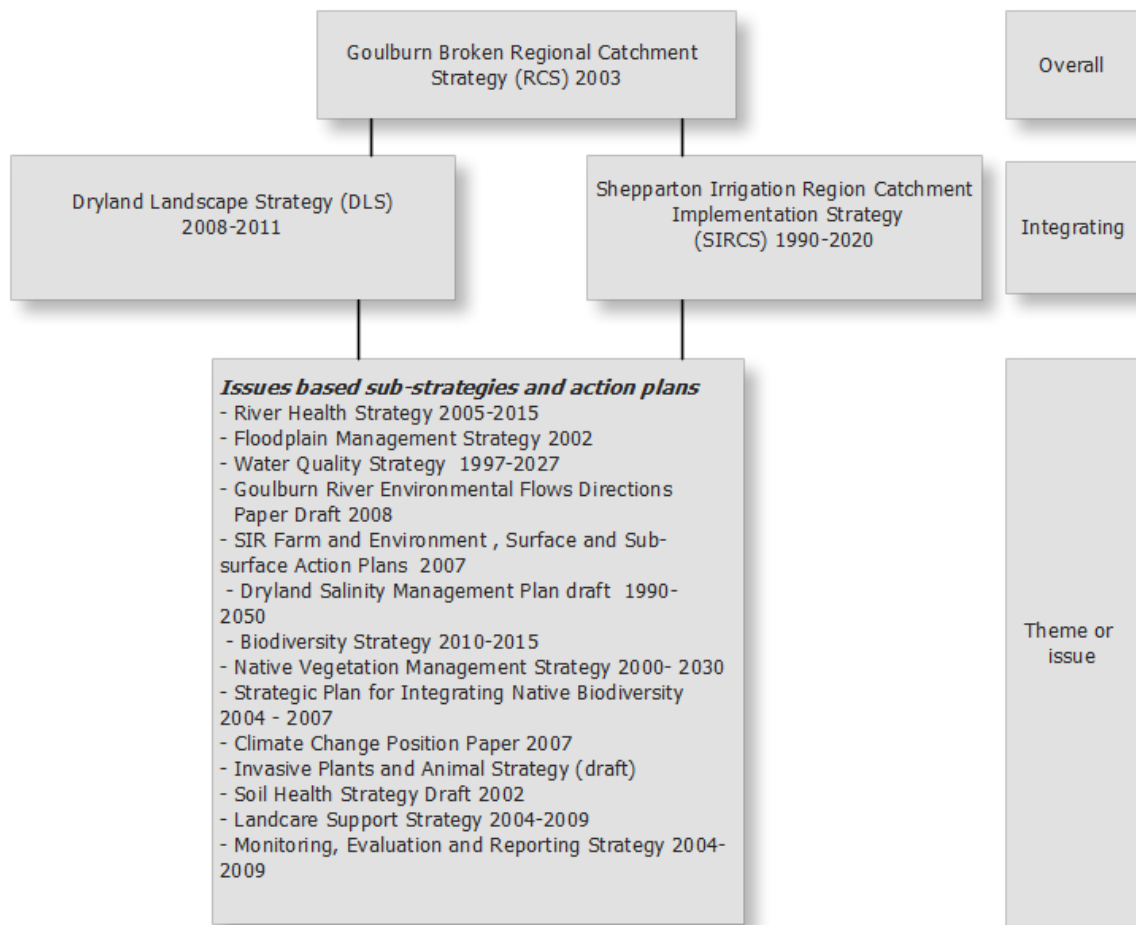 Goulburn Broken Regional Catchment
Strategy (RCS) 2003
Overall
Dryland Landscape Strategy (DLS)
2008-2011
Shepparton Irrigation Region Catchment
Implementation Strategy
(SIRCS) 1990-2020
Integrating
Issues based sub-strategies and action plans
- River Health Strategy 2005-2015
- Floodplain Management Strategy 2002
- Water Quality Strategy  1997-2027
- Goulburn River Environmental Flows Directions
Paper Draft 2008
- SIR Farm and Environment , Surface and Sub-
surface Action Plans  2007
- Dryland Salinity Management Plan draft  1990-
2050
- Biodiversity Strategy 2010-2015
- Native Vegetation Management Strategy 2000- 2030
- Strategic Plan for Integrating Native Biodiversity
2004 - 2007
- Climate Change Position Paper 2007
- Invasive Plants and Animal Strategy (draft)
- Soil Health Strategy Draft 2002
- Landcare Support Strategy 2004-2009
- Monitoring, Evaluation and Reporting Strategy 2004-
2009
Theme or
issue